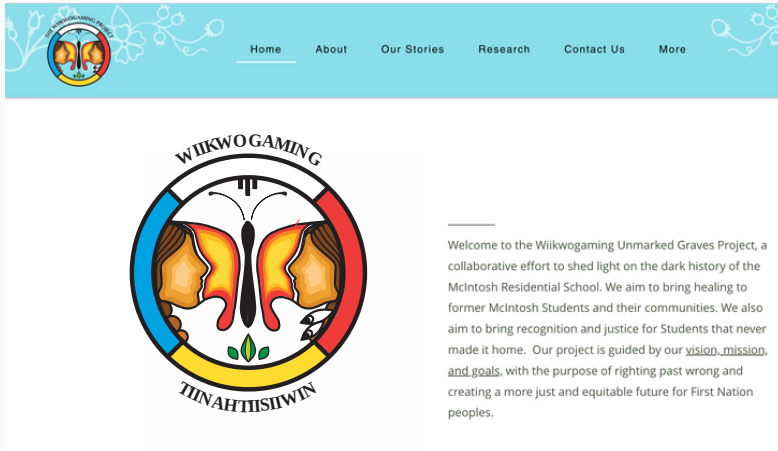 THE WIIKWOGAMING PROJECT
Home About Our Stories Research Contact Us More
WIIKWOGAMING
TIINAHTIISIIWIN
Welcome to the Wiikwogaming Unmarked Graves Project, a
collaborative effort to shed light on the dark history of the
McIntosh Residential School. We aim to bring healing to
former McIntosh Students and their communities. We also
aim to bring recognition and justice for Students that never
made it home.  Our project is guided by our vision, mission,
and goals, with the purpose of righting past wrong and
creating a more just and equitable future for First Nation
peoples.